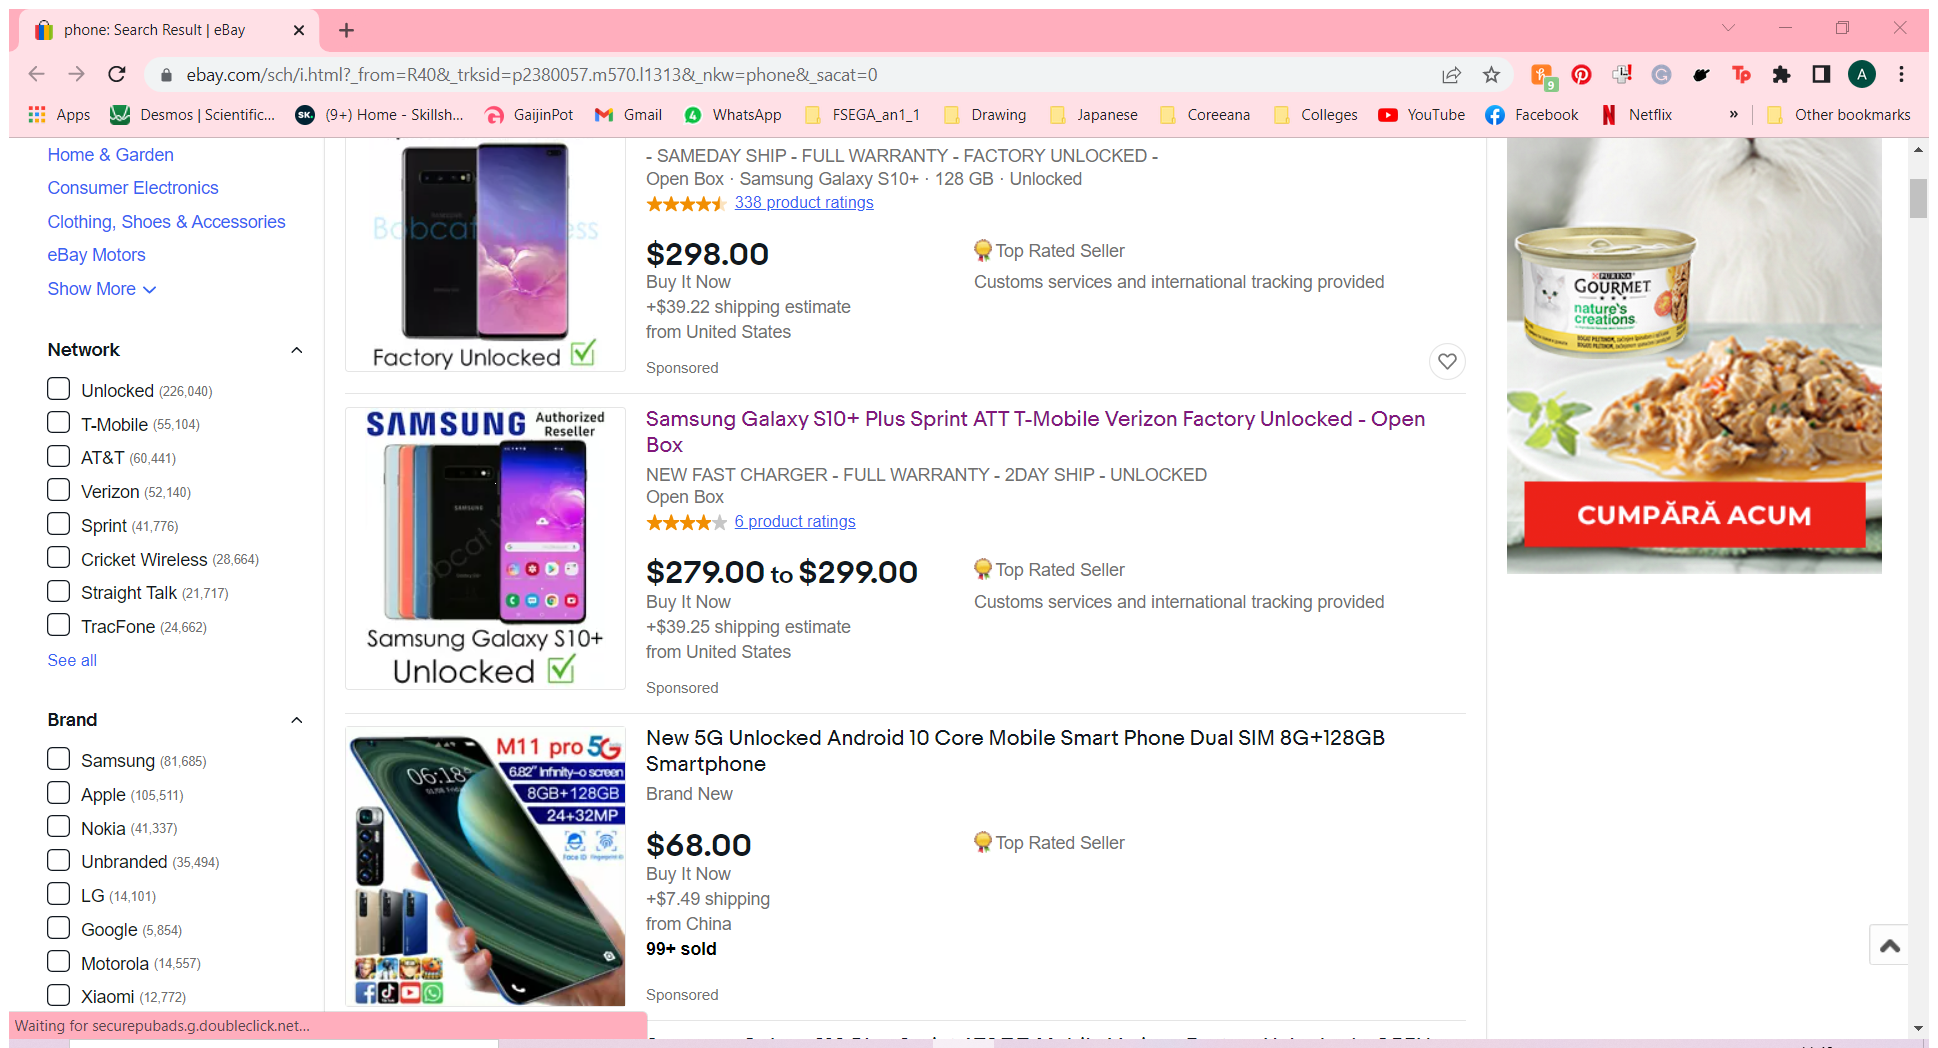 phone: Search Result | eBay
ebay.com/sch/i.html?_from=R40&_trksid=p2380057.m570.l1313&_nkw=phone&_sacat=0
9
Tp
A
Apps
Desmos | Scientific...
SK.
(9+) Home - Skillsh...
GaijinPot
Gmail
4
WhatsApp
FSEGA_an1_1
Drawing
Japanese
Coreeana
Colleges
YouTube
Facebook
Netflix
»
Other bookmarks
Home & Garden
Consumer Electronics
Clothing, Shoes & Accessories
eBay Motors
Show More
Network
Unlocked (226,040)
T-Mobile (55,104)
AT&T (60,441)
Verizon (52,140)
Sprint (41,776)
Cricket Wireless (28,664)
Straight Talk (21,717)
TracFone (24,662)
See all
Brand
Samsung (81,685)
Apple (105,511)
Nokia (41,337)
Unbranded (35,494)
LG (14,101)
Google (5,854)
Motorola (14,557)
Xiaomi (12,772)
Waiting for securepubads.g.doubleclick.net...
Factory Unlocked
- SAMEDAY SHIP - FULL WARRANTY - FACTORY UNLOCKED -
Open Box · Samsung Galaxy S10+ · 128 GB · Unlocked
338 product ratings
$298.00
Buy It Now
+$39.22 shipping estimate
from United States
Sponsored
Top Rated Seller
Customs services and international tracking provided
SAMSUNG Authorized
Reseller
SAMSUNG
Samsung Galaxy S10+
Unlocked
Samsung Galaxy S10+ Plus Sprint ATT T-Mobile Verizon Factory Unlocked - Open
Box
NEW FAST CHARGER - FULL WARRANTY - 2DAY SHIP - UNLOCKED
Open Box
6 product ratings
$279.00 to $299.00
Buy It Now
+$39.25 shipping estimate
from United States
Sponsored
Top Rated Seller
Customs services and international tracking provided
M11 pro 5G
6.82" Infinity-o screen
8GB+128GB
24+32MP
Face ID Fingerprint ID
06:18
New 5G Unlocked Android 10 Core Mobile Smart Phone Dual SIM 8G+128GB
Smartphone
Brand New
$68.00
Buy It Now
+$7.49 shipping
from China
99+ sold
Sponsored
Top Rated Seller
PURINA
GOURMET
nature's
creations
CUMPĂRĂ ACUM